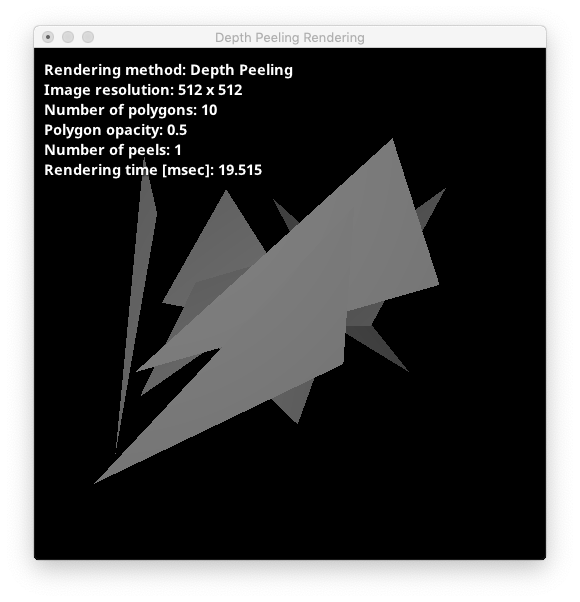 Depth Peeling Rendering
Rendering method: Depth Peeling
Image resolution: 512 x 512
Number of polygons: 10
Polygon opacity: 0.5
Number of peels: 1
Rendering time [msec]: 19.515